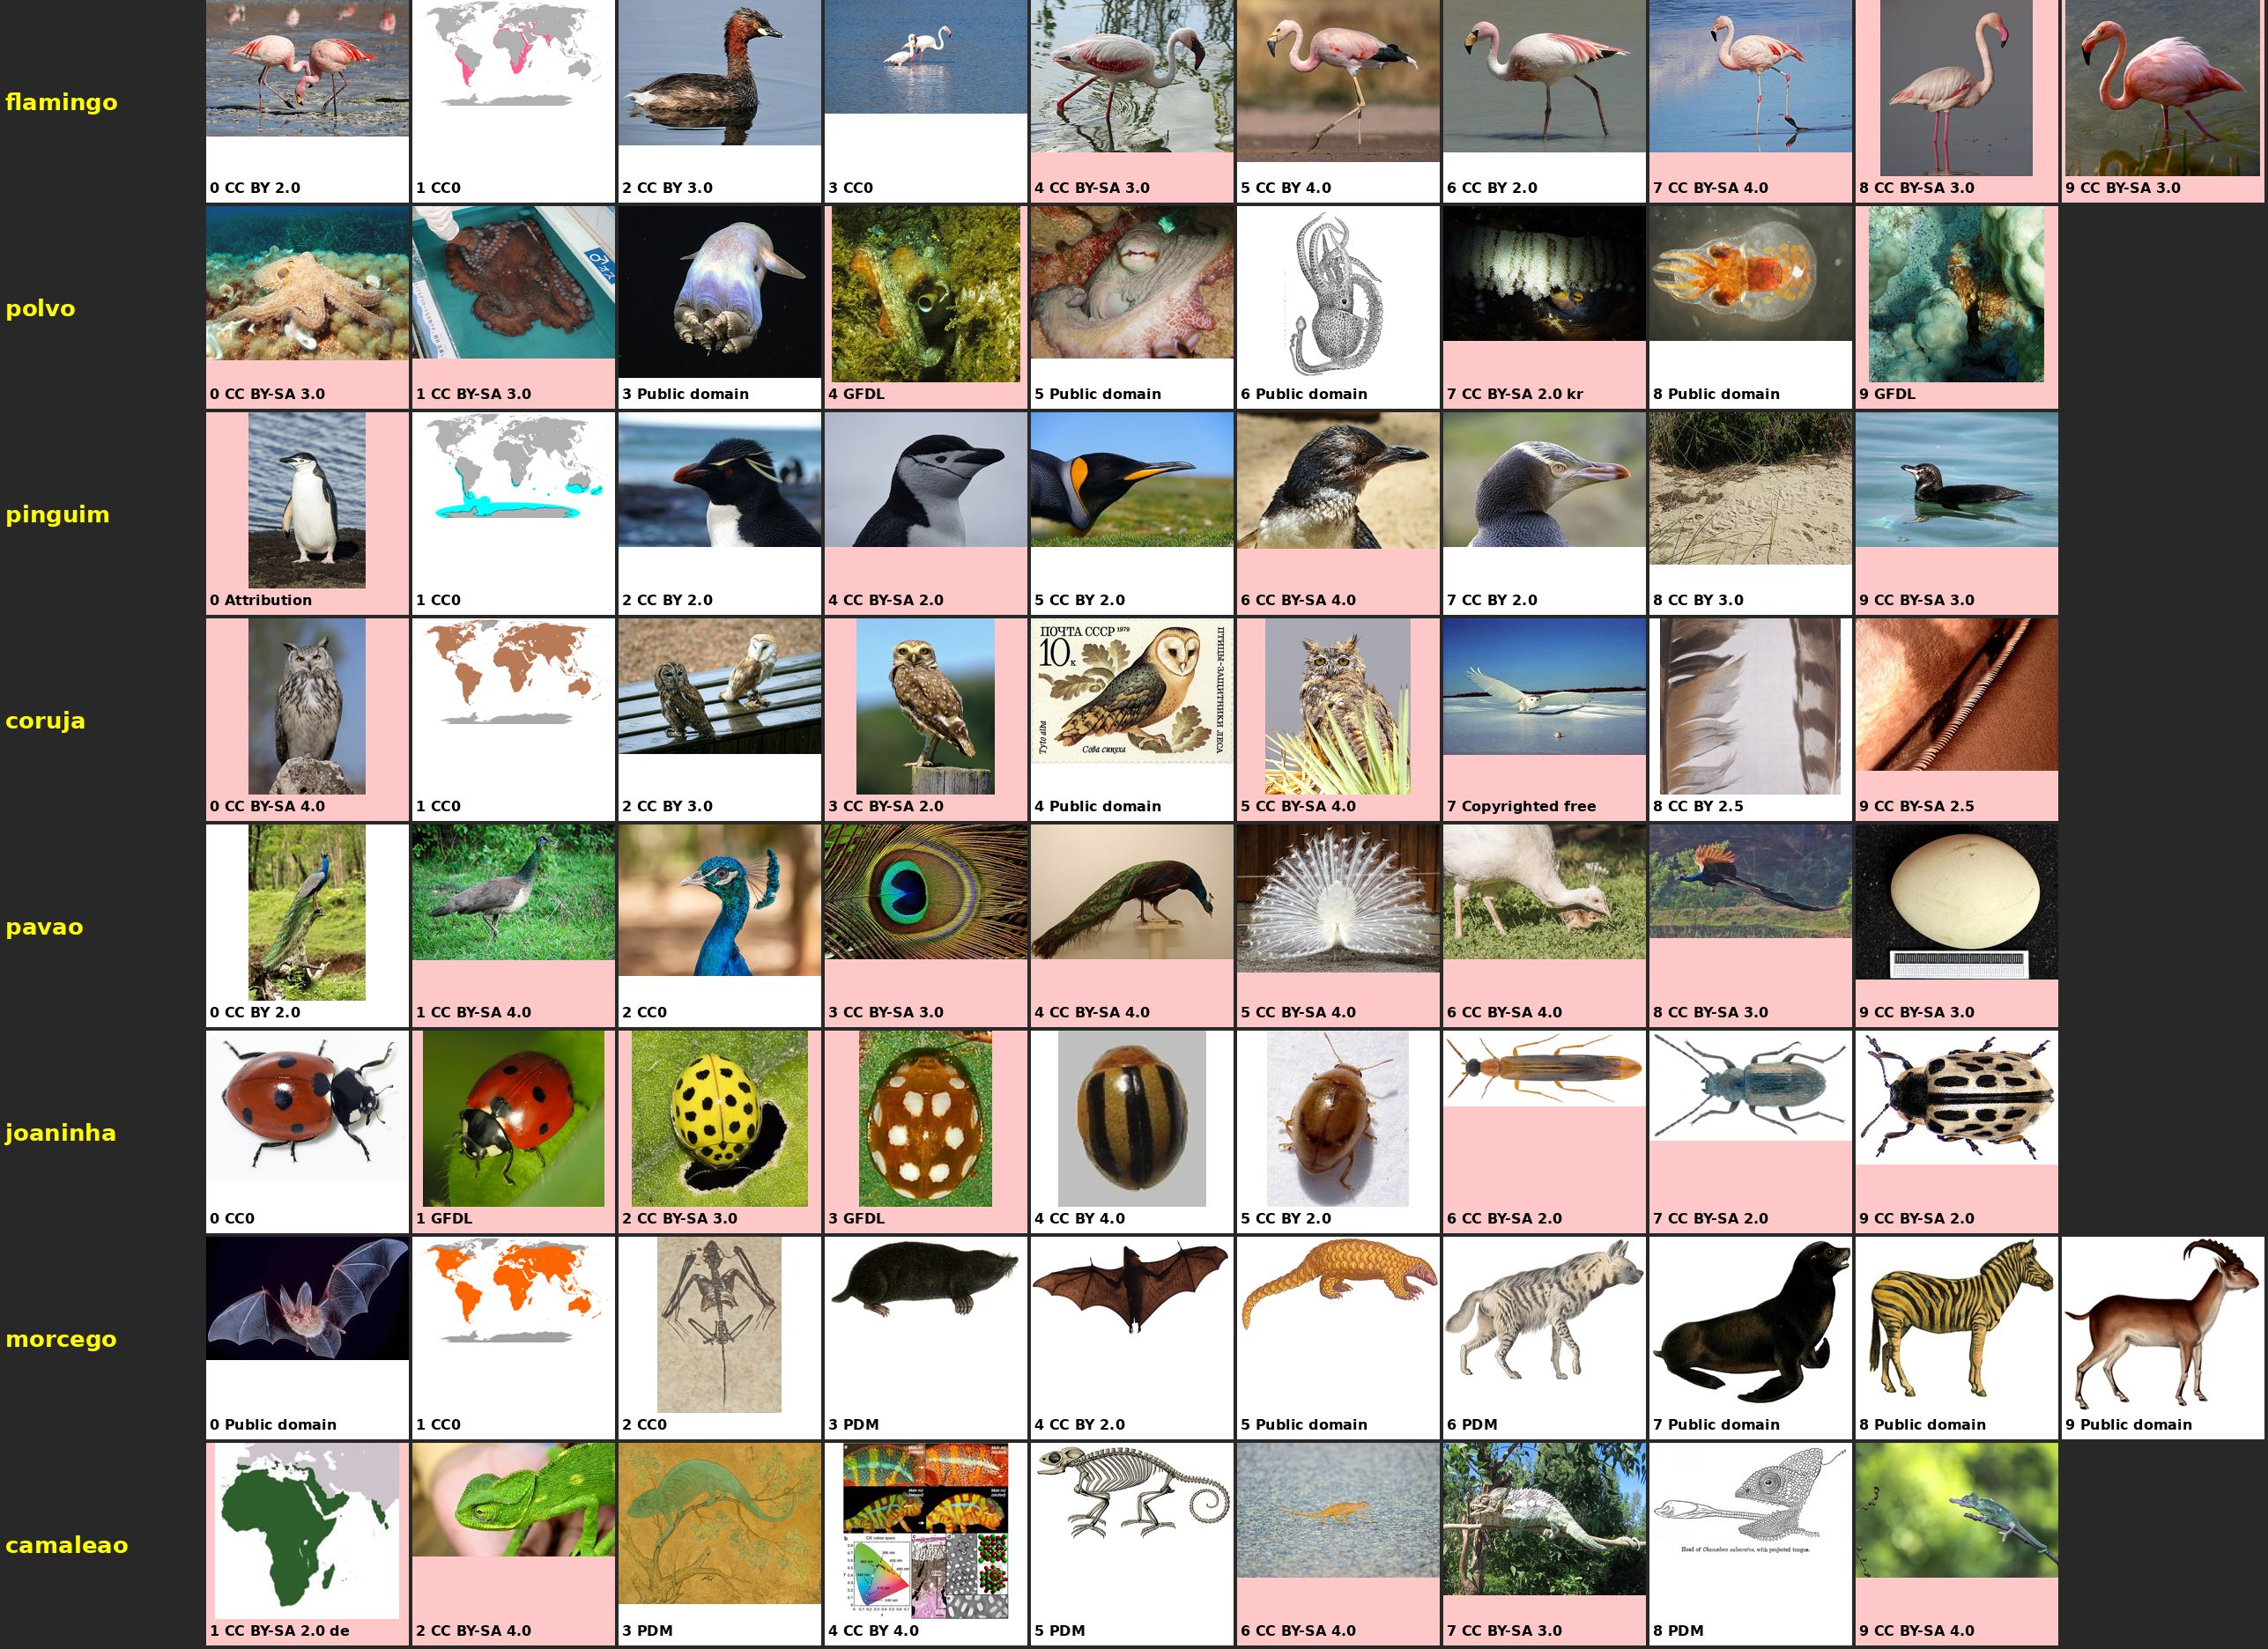 flamingo
0 CC BY 2.0
1 CC0
2 CC BY 3.0
3 CC0
4 CC BY-SA 3.0
5 CC BY 4.0
6 CC BY 2.0
7 CC BY-SA 4.0
8 CC BY-SA 3.0
9 CC BY-SA 3.0
polvo
0 CC BY-SA 3.0
1 CC BY-SA 3.0
3 Public domain
4 GFDL
5 Public domain
6 Public domain
7 CC BY-SA 2.0 kr
8 Public domain
9 GFDL
pinguim
0 Attribution
1 CC0
2 CC BY 2.0
4 CC BY-SA 2.0
5 CC BY 2.0
6 CC BY-SA 4.0
7 CC BY 2.0
8 CC BY 3.0
9 CC BY-SA 3.0
coruja
ПОЧТА СССР 1979
10 к
ПТИЦЫ-ЗАЩИТНИКИ ЛЕСА
Tyto alba
Сова сипуха
0 CC BY-SA 4.0
1 CC0
2 CC BY 3.0
3 CC BY-SA 2.0
4 Public domain
5 CC BY-SA 4.0
7 Copyrighted free
8 CC BY 2.5
9 CC BY-SA 2.5
pavao
0 CC BY 2.0
1 CC BY-SA 4.0
2 CC0
3 CC BY-SA 3.0
4 CC BY-SA 4.0
5 CC BY-SA 4.0
6 CC BY-SA 4.0
8 CC BY-SA 3.0
9 CC BY-SA 3.0
joaninha
0 CC0
1 GFDL
2 CC BY-SA 3.0
3 GFDL
4 CC BY 4.0
5 CC BY 2.0
6 CC BY-SA 2.0
7 CC BY-SA 2.0
9 CC BY-SA 2.0
morcego
0 Public domain
1 CC0
2 CC0
3 PDM
4 CC BY 2.0
5 Public domain
6 PDM
7 Public domain
8 Public domain
9 Public domain
camaleao
Head of Chamæleon calcaratus, with projected tongue.
1 CC BY-SA 2.0 de
2 CC BY-SA 4.0
3 PDM
4 CC BY 4.0
5 PDM
6 CC BY-SA 4.0
7 CC BY-SA 3.0
8 PDM
9 CC BY-SA 4.0